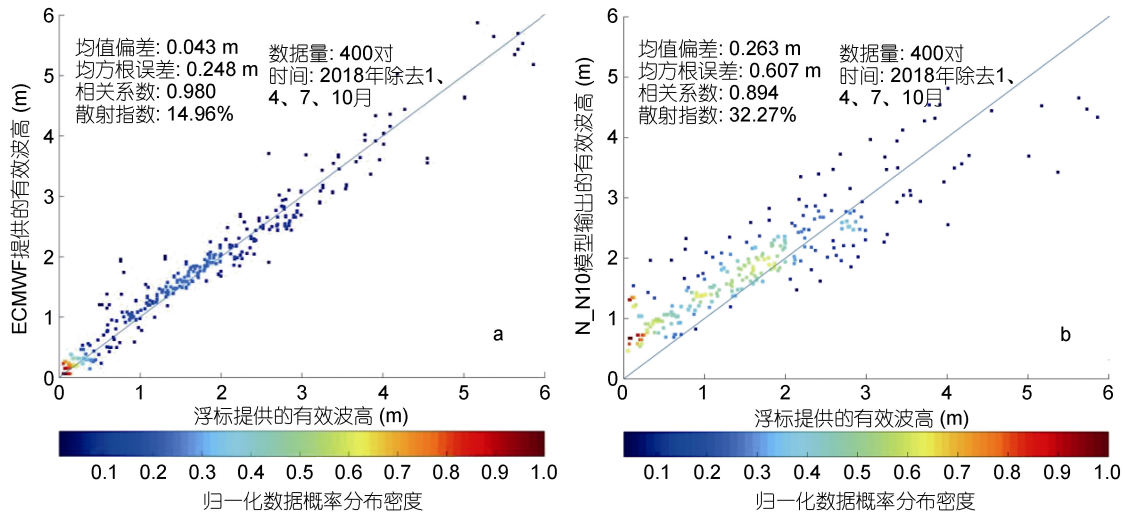 均值偏差: 0.043 m
均方根误差: 0.248 m
相关系数: 0.980
散射指数: 14.96%
数据量: 400对
时间: 2018年除去1、
4、7、10月
ECMWF提供的有效波高 (m)
6
5
4
3
2
1
0
a
0 1 2 3 4 5 6
浮标提供的有效波高 (m)
0.1 0.2 0.3 0.4 0.5 0.6 0.7 0.8 0.9 1.0
归一化数据概率分布密度
均值偏差: 0.263 m
均方根误差: 0.607 m
相关系数: 0.894
散射指数: 32.27%
数据量: 400对
时间: 2018年除去1、
4、7、10月
N_N10模型输出的有效波高 (m)
6
5
4
3
2
1
0
b
0 1 2 3 4 5 6
浮标提供的有效波高 (m)
0.1 0.2 0.3 0.4 0.5 0.6 0.7 0.8 0.9 1.0
归一化数据概率分布密度